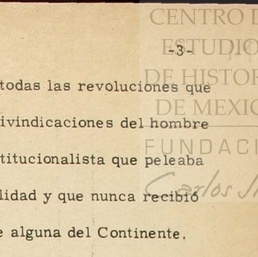 CENTRO D
ESTUDIO
-3-
DE HISTOR
DE MEXIC
FUNDACI
Carlos
todas las revoluciones que
ivindicaciones del hombre
titucionalista que peleaba
lidad y que nunca recibió
e alguna del Continente.